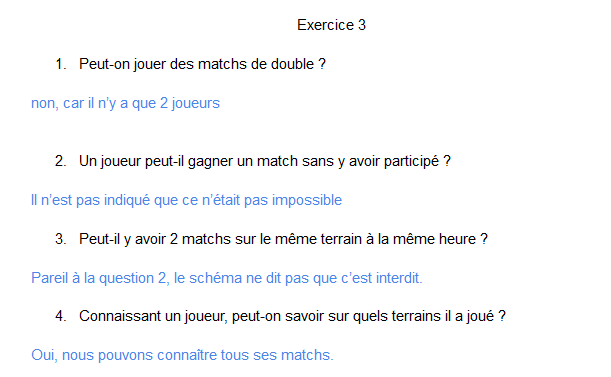 Exercice 3
1. Peut-on jouer des matchs de double ?
non, car il n'y a que 2 joueurs
2. Un joueur peut-il gagner un match sans y avoir participé ?
Il n'est pas indiqué que ce n'était pas impossible
3. Peut-il y avoir 2 matchs sur le même terrain à la même heure ?
Pareil à la question 2, le schéma ne dit pas que c'est interdit.
4. Connaissant un joueur, peut-on savoir sur quels terrains il a joué ?
Oui, nous pouvons connaître tous ses matchs.